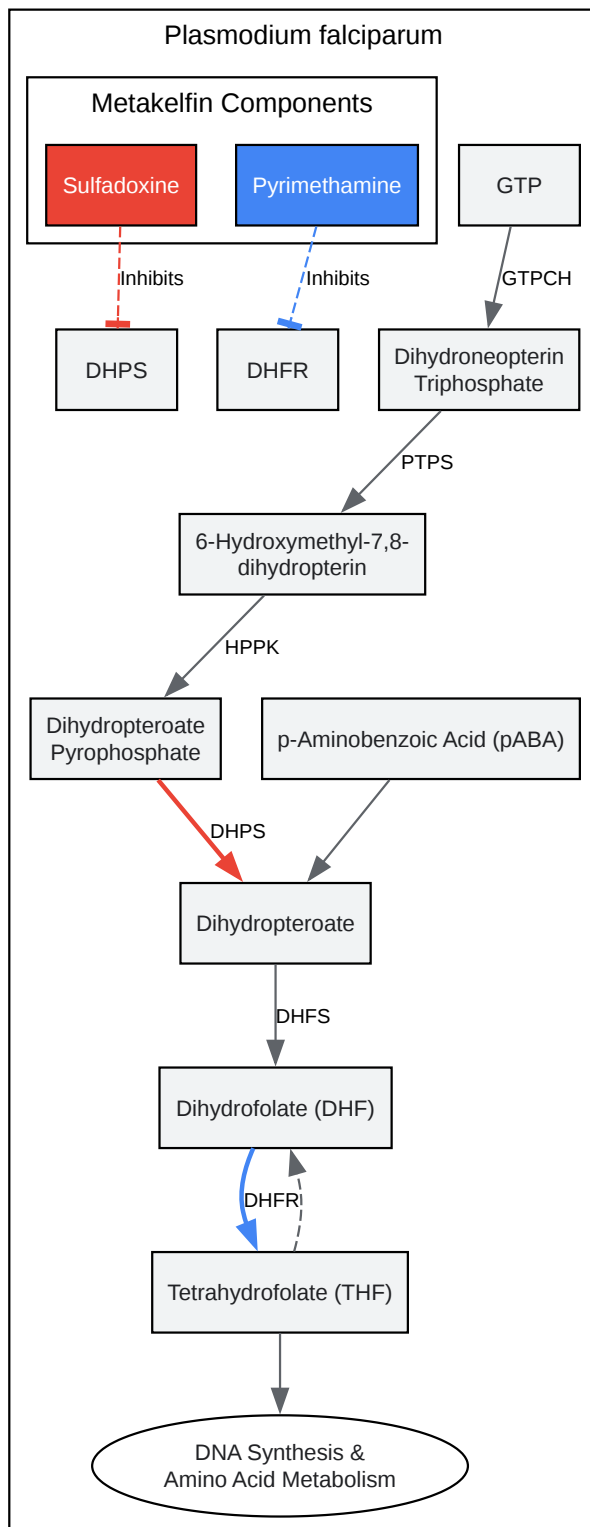 Plasmodium falciparum
Metakelfin Components
Sulfadoxine
Pyrimethamine
GTP
Inhibits
Inhibits
GTPCH
DHPS
DHFR
Dihydroneopterin
Triphosphate
PTPS
6-Hydroxymethyl-7,8-
dihydropterin
HPPK
Dihydropteroate
Pyrophosphate
p-Aminobenzoic Acid (pABA)
DHPS
Dihydropteroate
DHFS
Dihydrofolate (DHF)
DHFR
Tetrahydrofolate (THF)
DNA Synthesis &
Amino Acid Metabolism